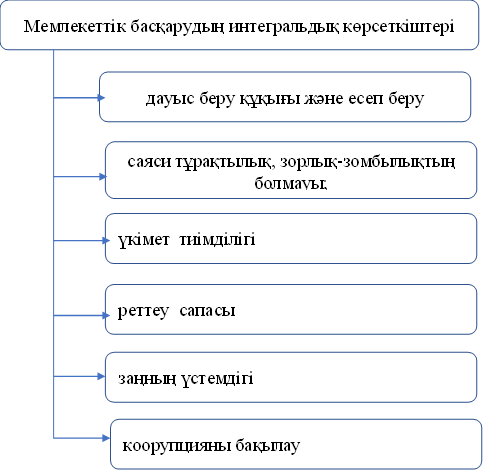 Мемлекеттік басқарудың интегральдық көрсеткіштері
дауыс беру құқығы және есеп беру
саяси тұрақтылық, зорлық-зомбылықтың
болмауы;
үкімет тиімділігі
реттеу сапасы
заңның үстемдігі
коорупцияны бақылау